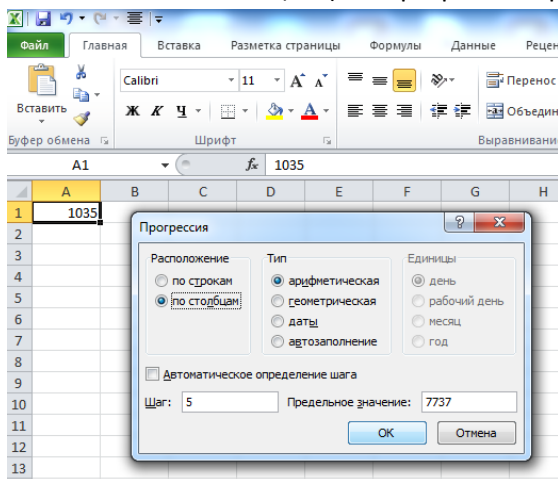 Файл Главная Вставка Разметка страницы Формулы Данные Рецен
Вставить
Calibri 11 A A
Перенос
Ж К Ч А Объедин
Буфер обмена Шрифт Выравнивани
A1 fx 1035
A B C D E F G H
1 1035
2
3
4
5
6
7
8
9
10
11
12
13
Прогрессия
Расположение Тип Единицы
по строкам арифметическая день
по столбцам геометрическая рабочий день
даты месяц
автозаполнение год
Автоматическое определение шага
Шаг: 5 Предельное значение: 7737
ОК Отмена